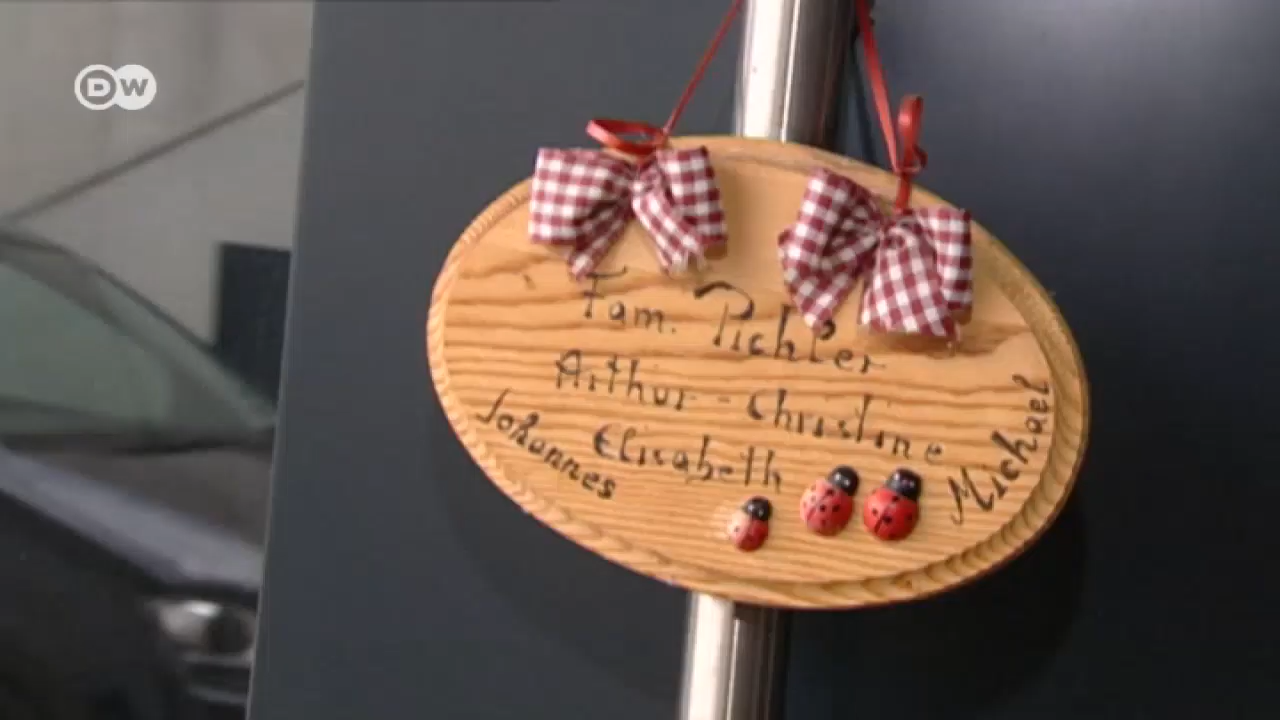 DW
Fam. Pichler
Arthur - Christine
Elisabeth
Johannes
Michael